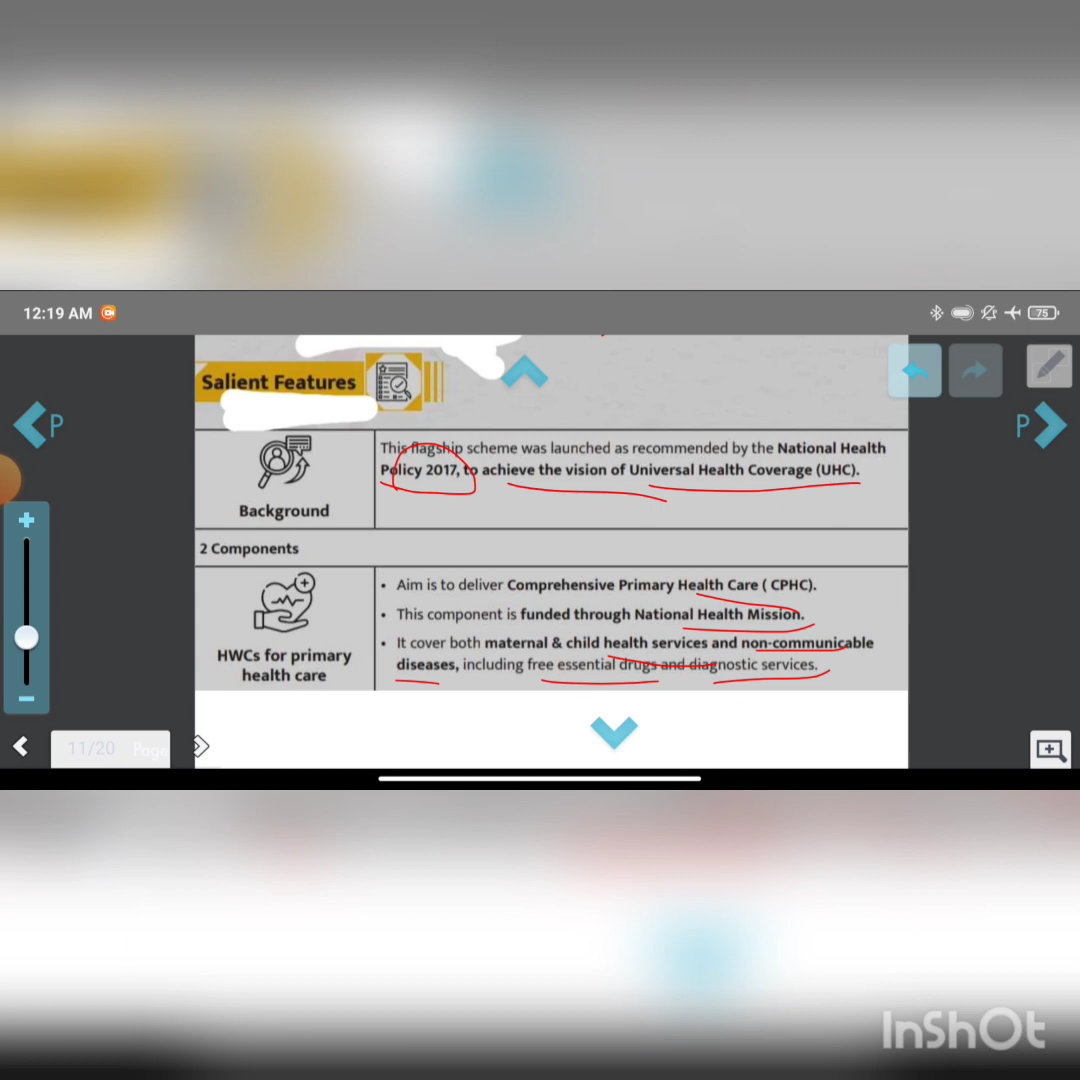 12:19 AM
75
Salient Features
P
P
This flagship scheme was launched as recommended by the National Health
Policy 2017, to achieve the vision of Universal Health Coverage (UHC).
Background
2 Components
• Aim is to deliver Comprehensive Primary Health Care ( CPHC).
• This component is funded through National Health Mission.
• It cover both maternal & child health services and non-communicable
diseases, including free essential drugs and diagnostic services.
HWCs for primary
health care
11/20 Page
InShOt